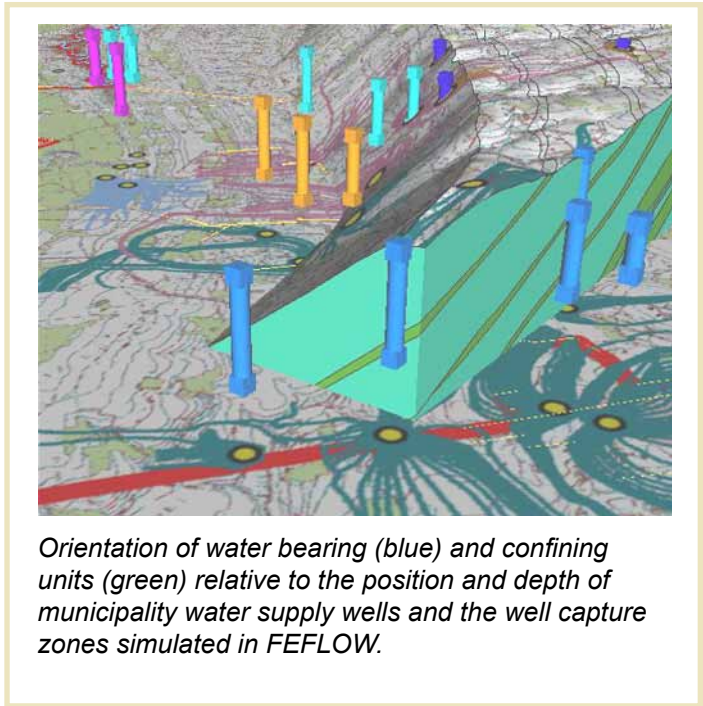 Orientation of water bearing (blue) and confining
units (green) relative to the position and depth of
municipality water supply wells and the well capture
zones simulated in FEFLOW.